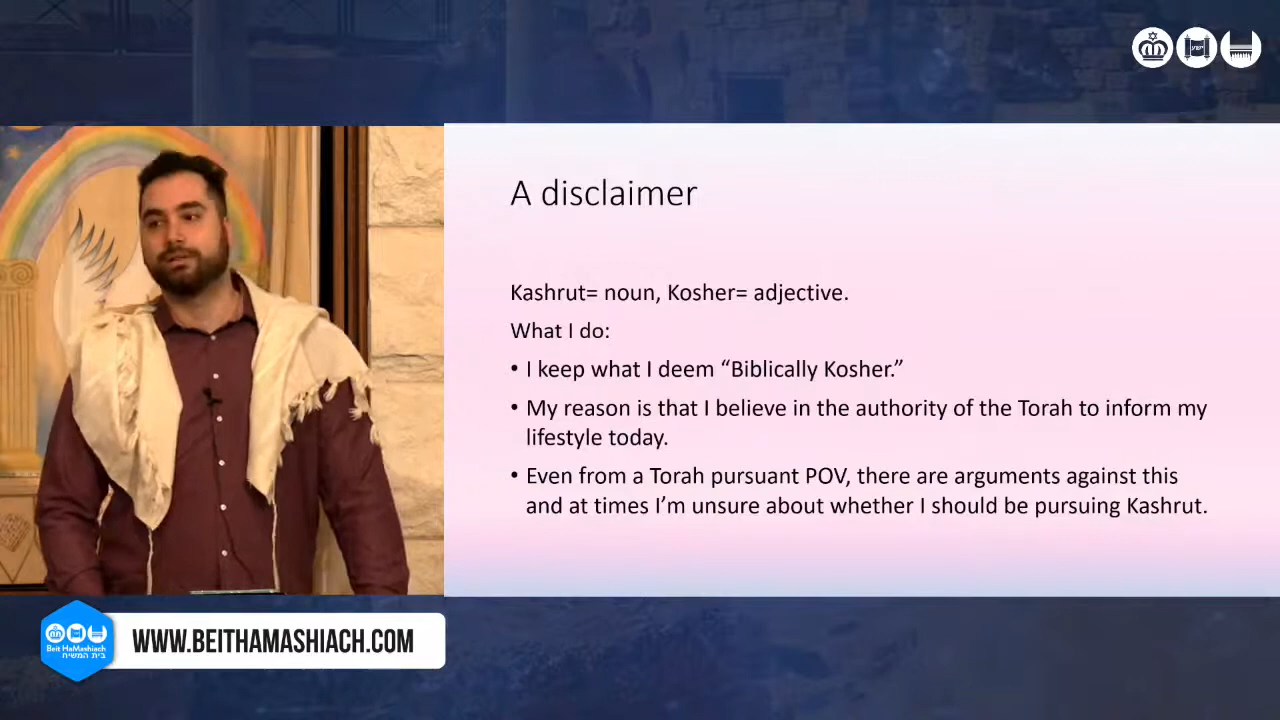 A disclaimer
Kashrut= noun, Kosher= adjective.
What I do:
• I keep what I deem “Biblically Kosher.”
• My reason is that I believe in the authority of the Torah to inform my
lifestyle today.
• Even from a Torah pursuant POV, there are arguments against this
and at times I’m unsure about whether I should be pursuing Kashrut.
Beit HaMashiach
בית המשיח
WWW.BEITHAMASHIACH.COM